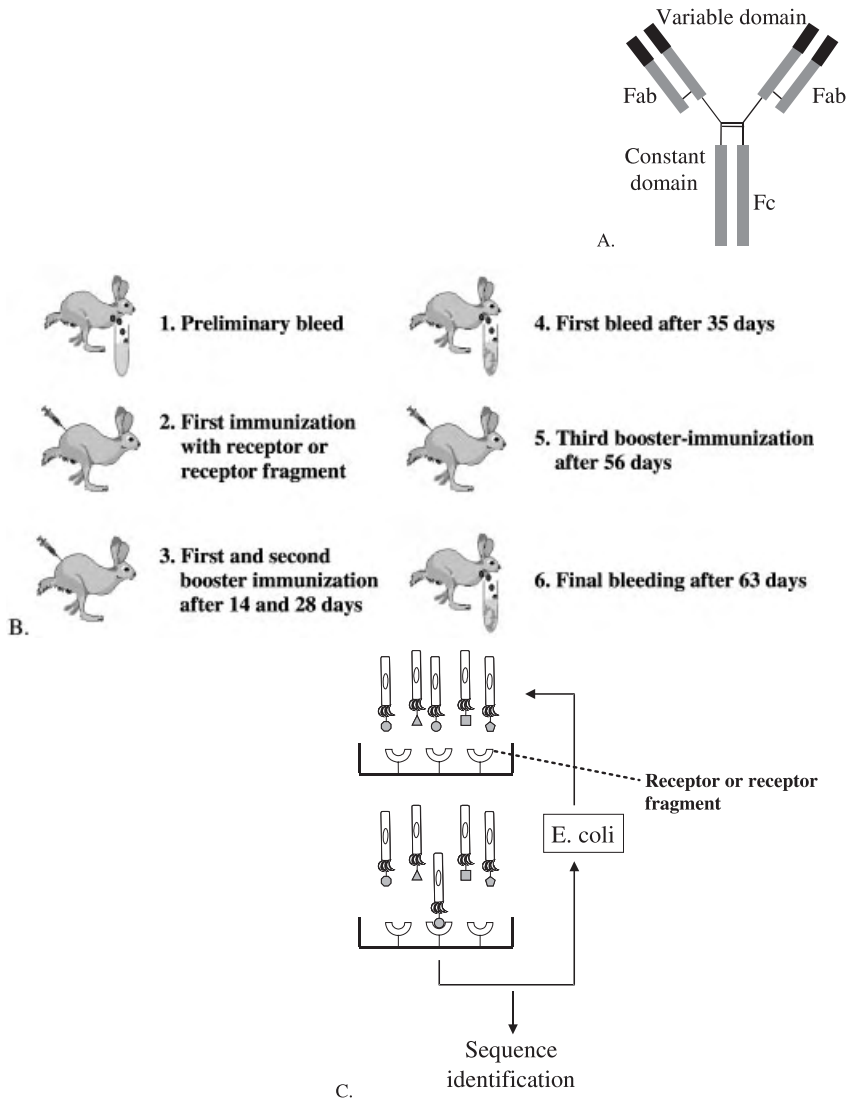 Variable domain
Fab
Fab
Constant
domain
Fc
A.
1. Preliminary bleed
2. First immunization
with receptor or
receptor fragment
3. First and second
booster immunization
after 14 and 28 days
4. First bleed after 35 days
5. Third booster-immunization
after 56 days
6. Final bleeding after 63 days
B.
Receptor or receptor
fragment
E. coli
Sequence
identification
C.